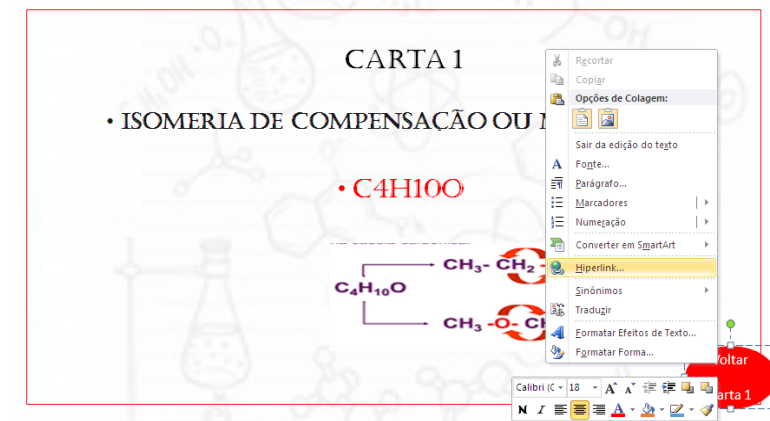 CARTA 1
• ISOMERIA DE COMPENSAÇÃO OU
• C4H10O
CH₃- CH₂ -
C₄H₁₀O
CH₃ -O- CH
Recortar
Copiar
Opções de Colagem:
Sair da edição do texto
Fonte...
Parágrafo...
Marcadores
Numeração
Converter em SmartArt
Hiperlink...
Sinónimos
Traduzir
Formatar Efeitos de Texto...
Formatar Forma...
Voltar
Carta 1
Calibri (C 18 A A
N I A